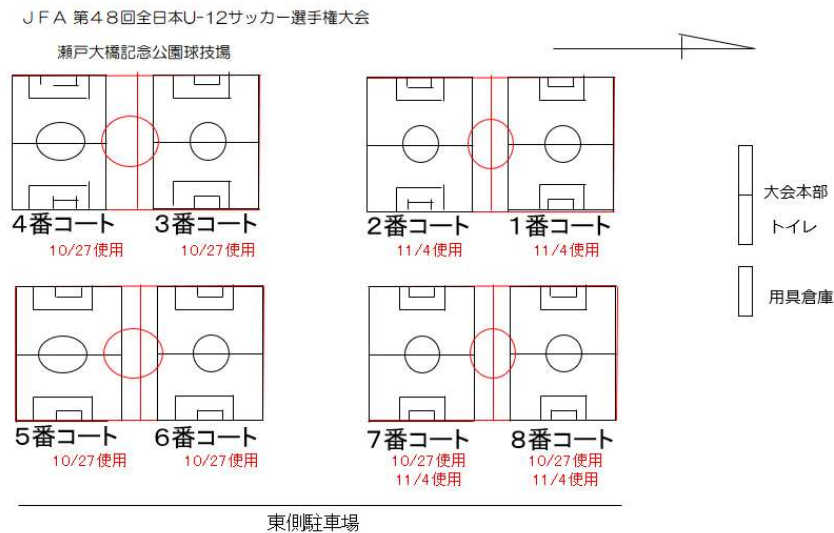 JFA 第48回全日本U-12サッカー選手権大会
瀬戸大橋記念公園球技場
4番コート 3番コート 2番コート 1番コート
10/27使用 10/27使用 11/4使用 11/4使用
大会本部
トイレ
用具倉庫
5番コート 6番コート 7番コート 8番コート
10/27使用 10/27使用 10/27使用 10/27使用
11/4使用 11/4使用
東側駐車場